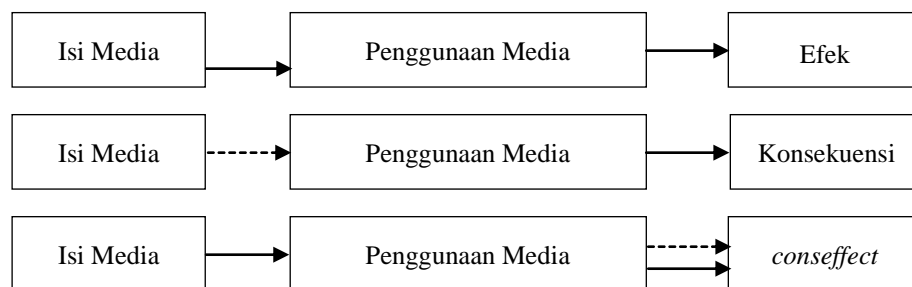 Isi Media Penggunaan Media Efek
Isi Media Penggunaan Media Konsekuensi
Isi Media Penggunaan Media conseffect